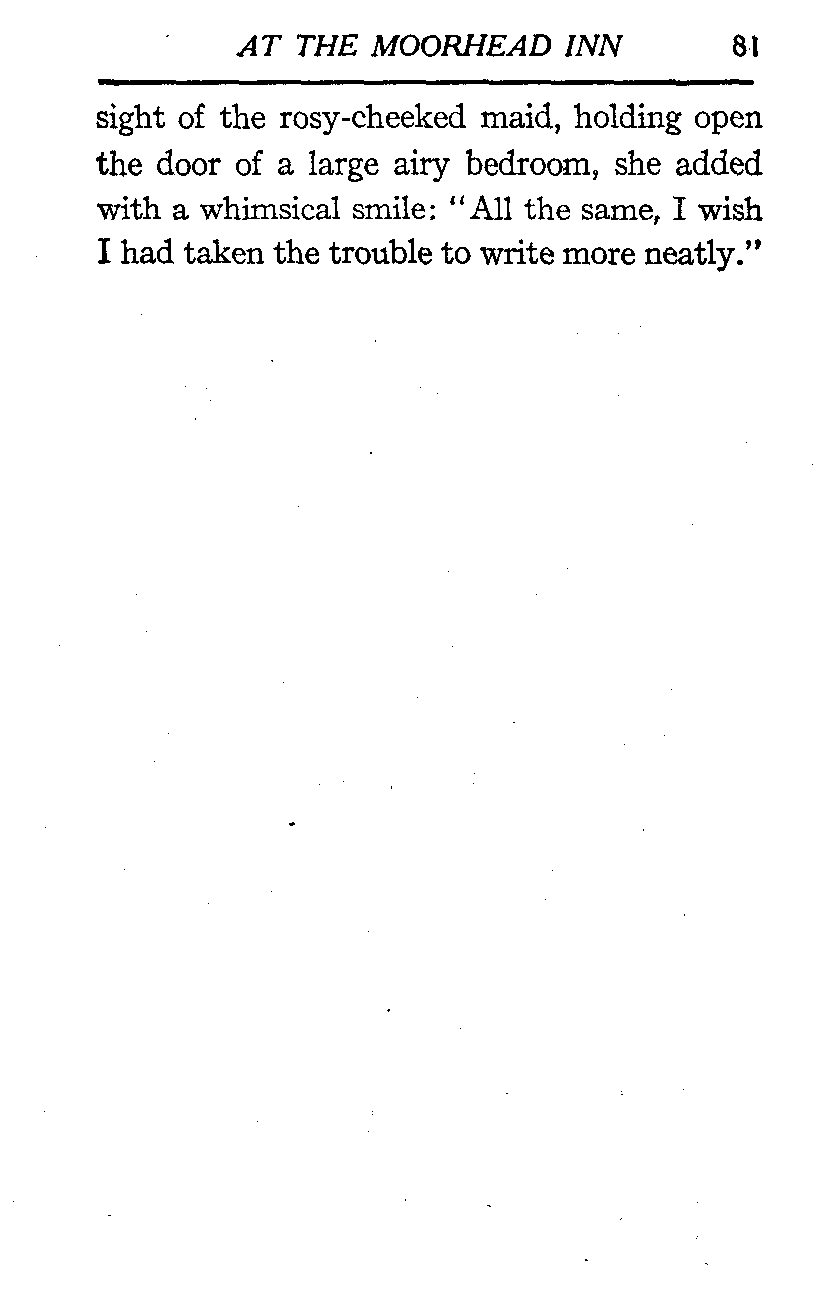 AT THE MOORHEAD INN 81
sight of the rosy-cheeked maid, holding open
the door of a large airy bedroom, she added
with a whimsical smile: "All the same, I wish
I had taken the trouble to write more neatly."